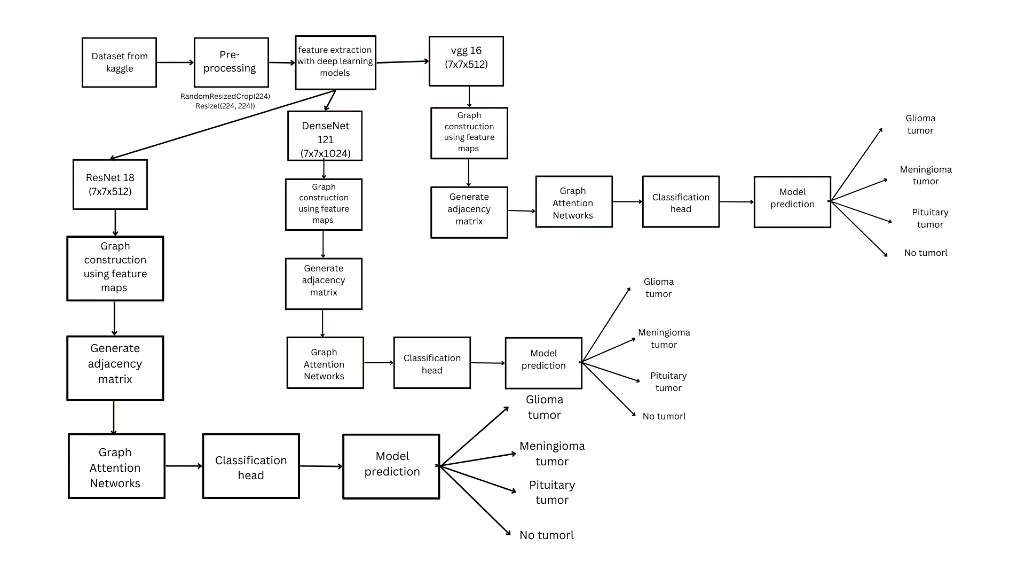 Dataset from
kaggle
Pre-
processing
RandomResizedCrop(224)
Resize((224, 224))
feature extraction
with deep learning
models
vgg 16
(7x7x512)
Graph
construction
using feature
maps
Generate
adjacency
matrix
Graph
Attention
Networks
Classification
head
Model
prediction
Glioma
tumor
Meningioma
tumor
Pituitary
tumor
No tumorl
DenseNet
121
(7x7x1024)
Graph
construction
using feature
maps
Generate
adjacency
matrix
Graph
Attention
Networks
Classification
head
Model
prediction
Glioma
tumor
Meningioma
tumor
Pituitary
tumor
No tumorl
ResNet 18
(7x7x512)
Graph
construction
using feature
maps
Generate
adjacency
matrix
Graph
Attention
Networks
Classification
head
Model
prediction
Glioma
tumor
Meningioma
tumor
Pituitary
tumor
No tumorl